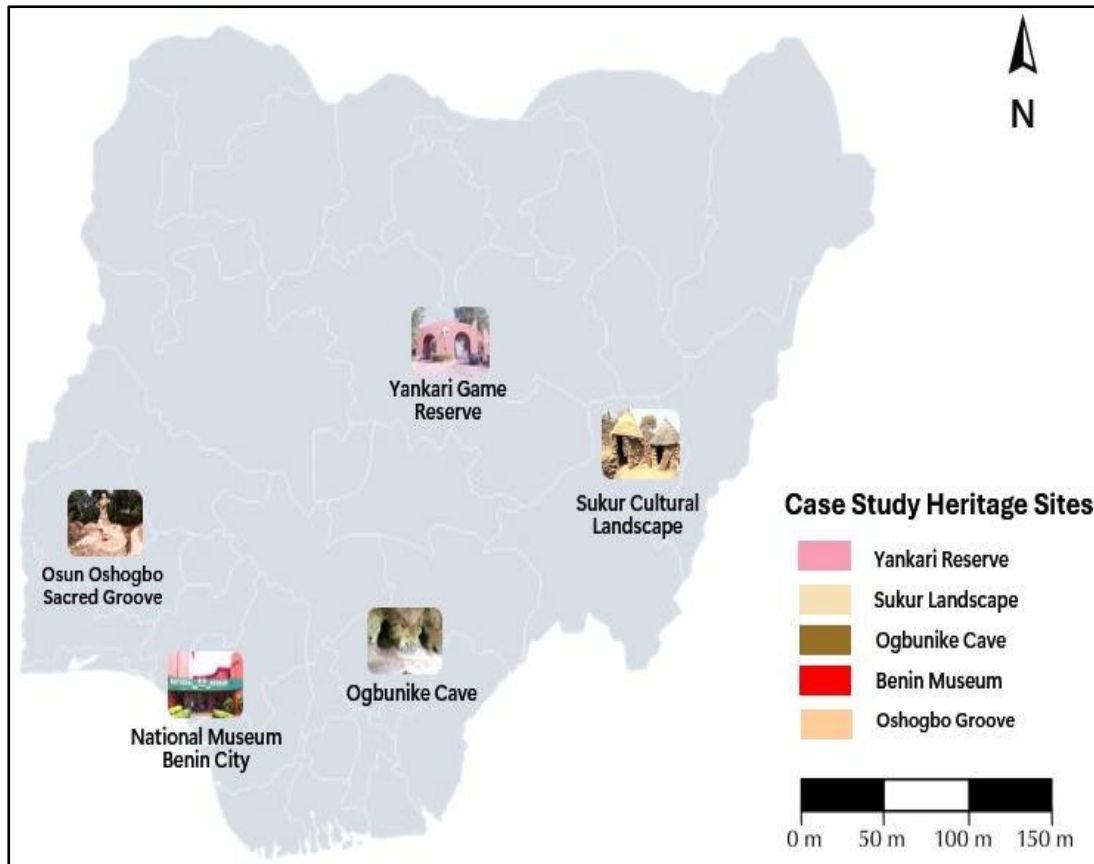 N
Yankari Game
Reserve
Sukur Cultural
Landscape
Osun Oshogbo
Sacred Groove
Ogbunike Cave
National Museum
Benin City
Case Study Heritage Sites
Yankari Reserve
Sukur Landscape
Ogbunike Cave
Benin Museum
Oshogbo Groove
0 m 50 m 100 m 150 m